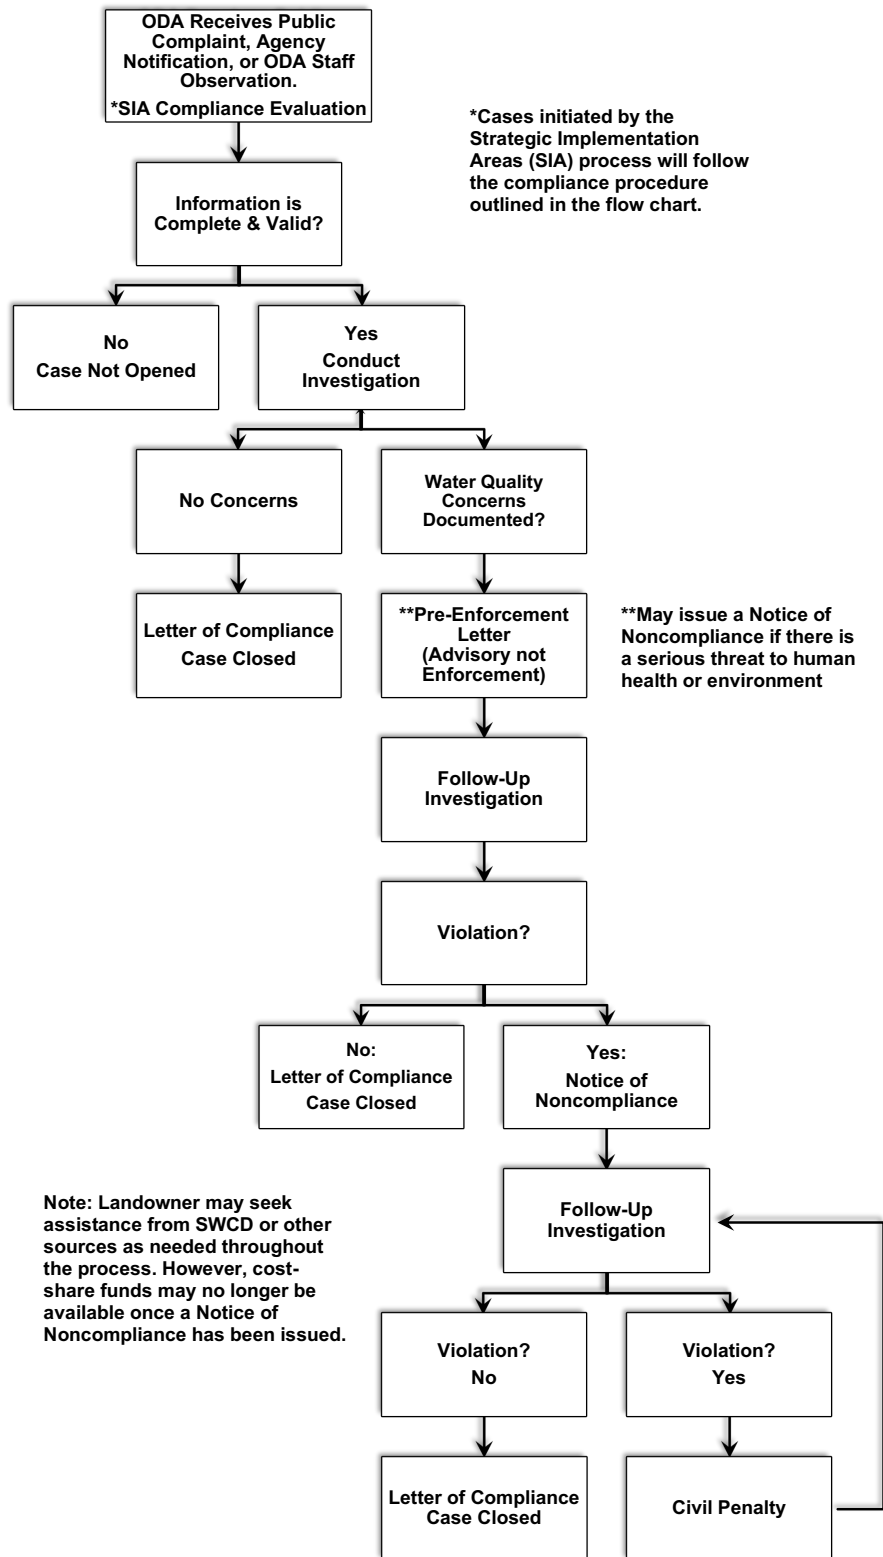 ODA Receives Public
Complaint, Agency
Notification, or ODA Staff
Observation.
*SIA Compliance Evaluation
*Cases initiated by the
Strategic Implementation
Areas (SIA) process will follow
the compliance procedure
outlined in the flow chart.
Information is
Complete & Valid?
No
Case Not Opened
Yes
Conduct
Investigation
No Concerns
Water Quality
Concerns
Documented?
Letter of Compliance
Case Closed
**Pre-Enforcement
Letter
(Advisory not
Enforcement)
**May issue a Notice of
Noncompliance if there is
a serious threat to human
health or environment
Follow-Up
Investigation
Violation?
No:
Letter of Compliance
Case Closed
Yes:
Notice of
Noncompliance
Note: Landowner may seek
assistance from SWCD or other
sources as needed throughout
the process. However, cost-
share funds may no longer be
available once a Notice of
Noncompliance has been issued.
Follow-Up
Investigation
Violation?
No
Violation?
Yes
Letter of Compliance
Case Closed
Civil Penalty